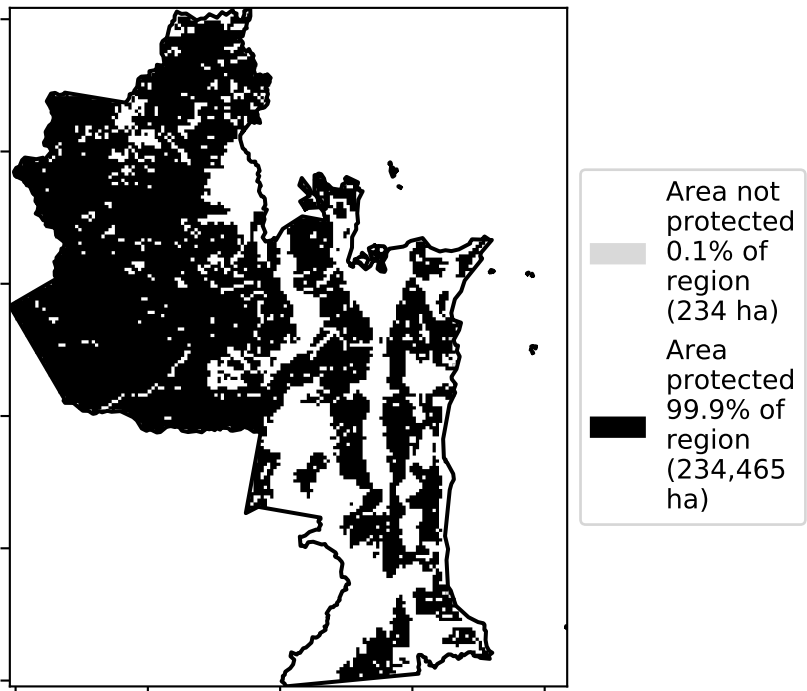 Area not
protected
0.1% of
region
(234 ha)
Area
protected
99.9% of
region
(234,465
ha)